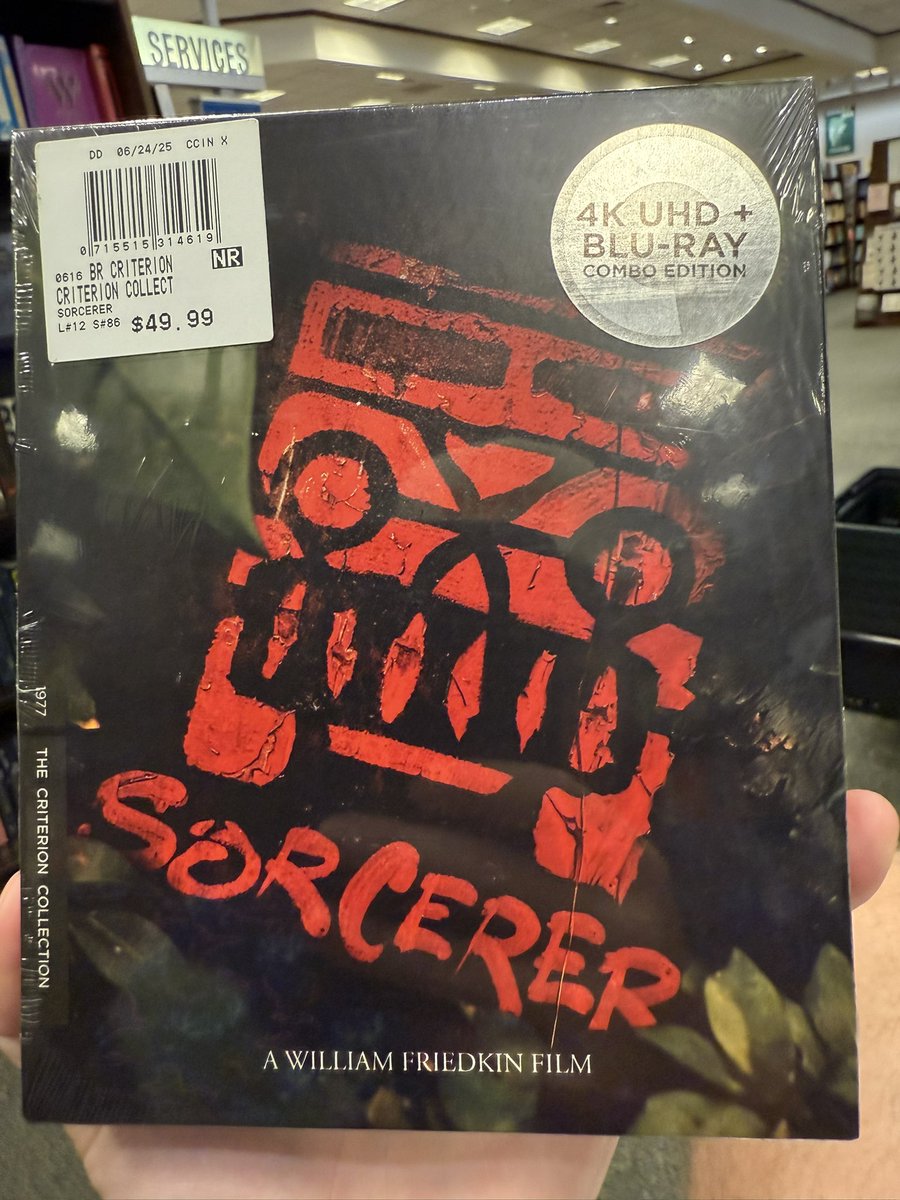 SERVICES
DD 06/24/25 CCIN X
0 715515 314619
NR
0616 BR CRITERION
CRITERION COLLECT
SORCERER
L#12 S#86 $49.99
4K UHD +
BLU-RAY
COMBO EDITION
1977 THE CRITERION COLLECTION
SORCERER
A WILLIAM FRIEDKIN FILM